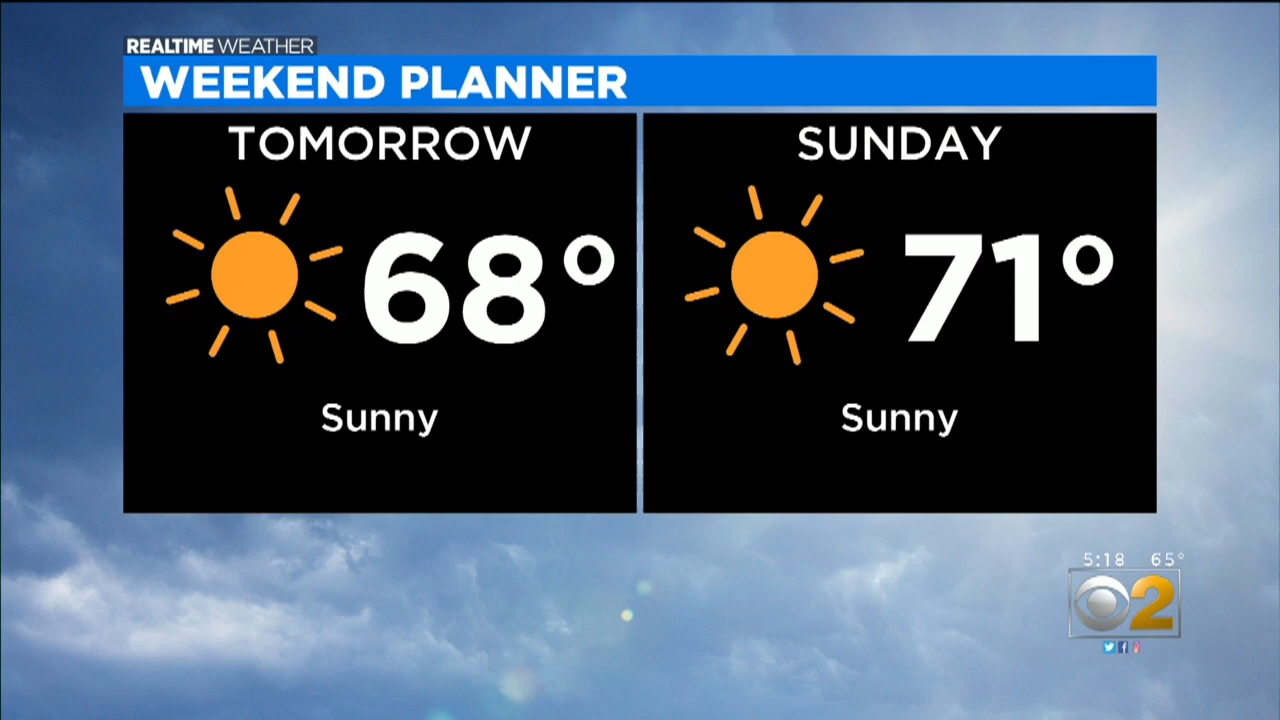 REALTIME WEATHER
WEEKEND PLANNER
TOMORROW
68°
Sunny
SUNDAY
71°
Sunny
5:18 65°
2